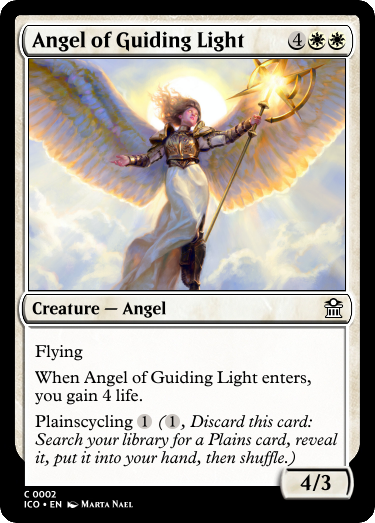 Angel of Guiding Light 4
Creature — Angel
Flying
When Angel of Guiding Light enters,
you gain 4 life.
Plainscycling 1 (1, Discard this card:
Search your library for a Plains card, reveal
it, put it into your hand, then shuffle.)
4/3
C 0002
ICO • EN Marta Nael